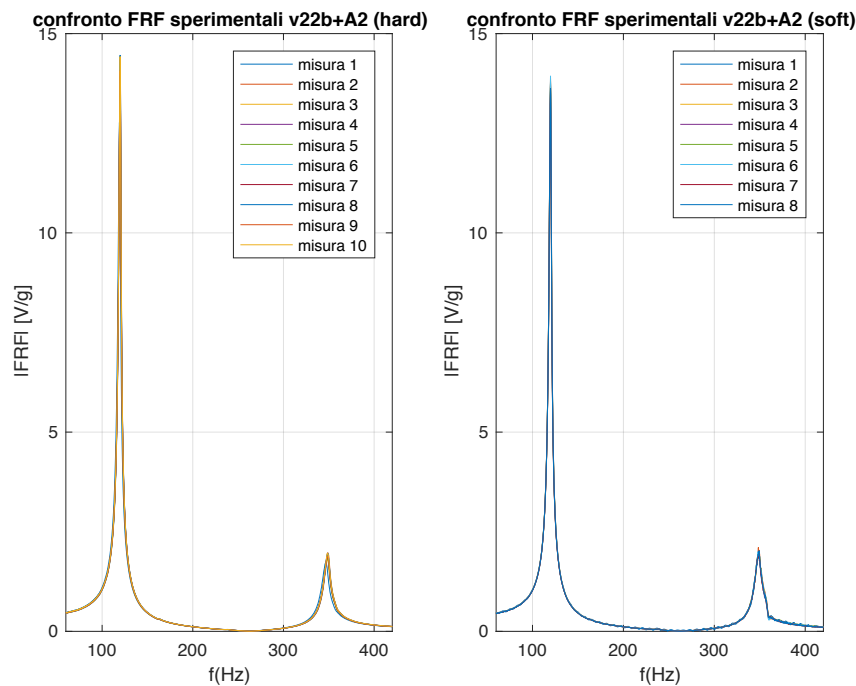 confronto FRF sperimentali v22b+A2 (hard)
15
10
5
0
|FRF| [V/g]
misura 1
misura 2
misura 3
misura 4
misura 5
misura 6
misura 7
misura 8
misura 9
misura 10
100 200 300 400
f(Hz)
confronto FRF sperimentali v22b+A2 (soft)
15
10
5
0
|FRF| [V/g]
misura 1
misura 2
misura 3
misura 4
misura 5
misura 6
misura 7
misura 8
100 200 300 400
f(Hz)